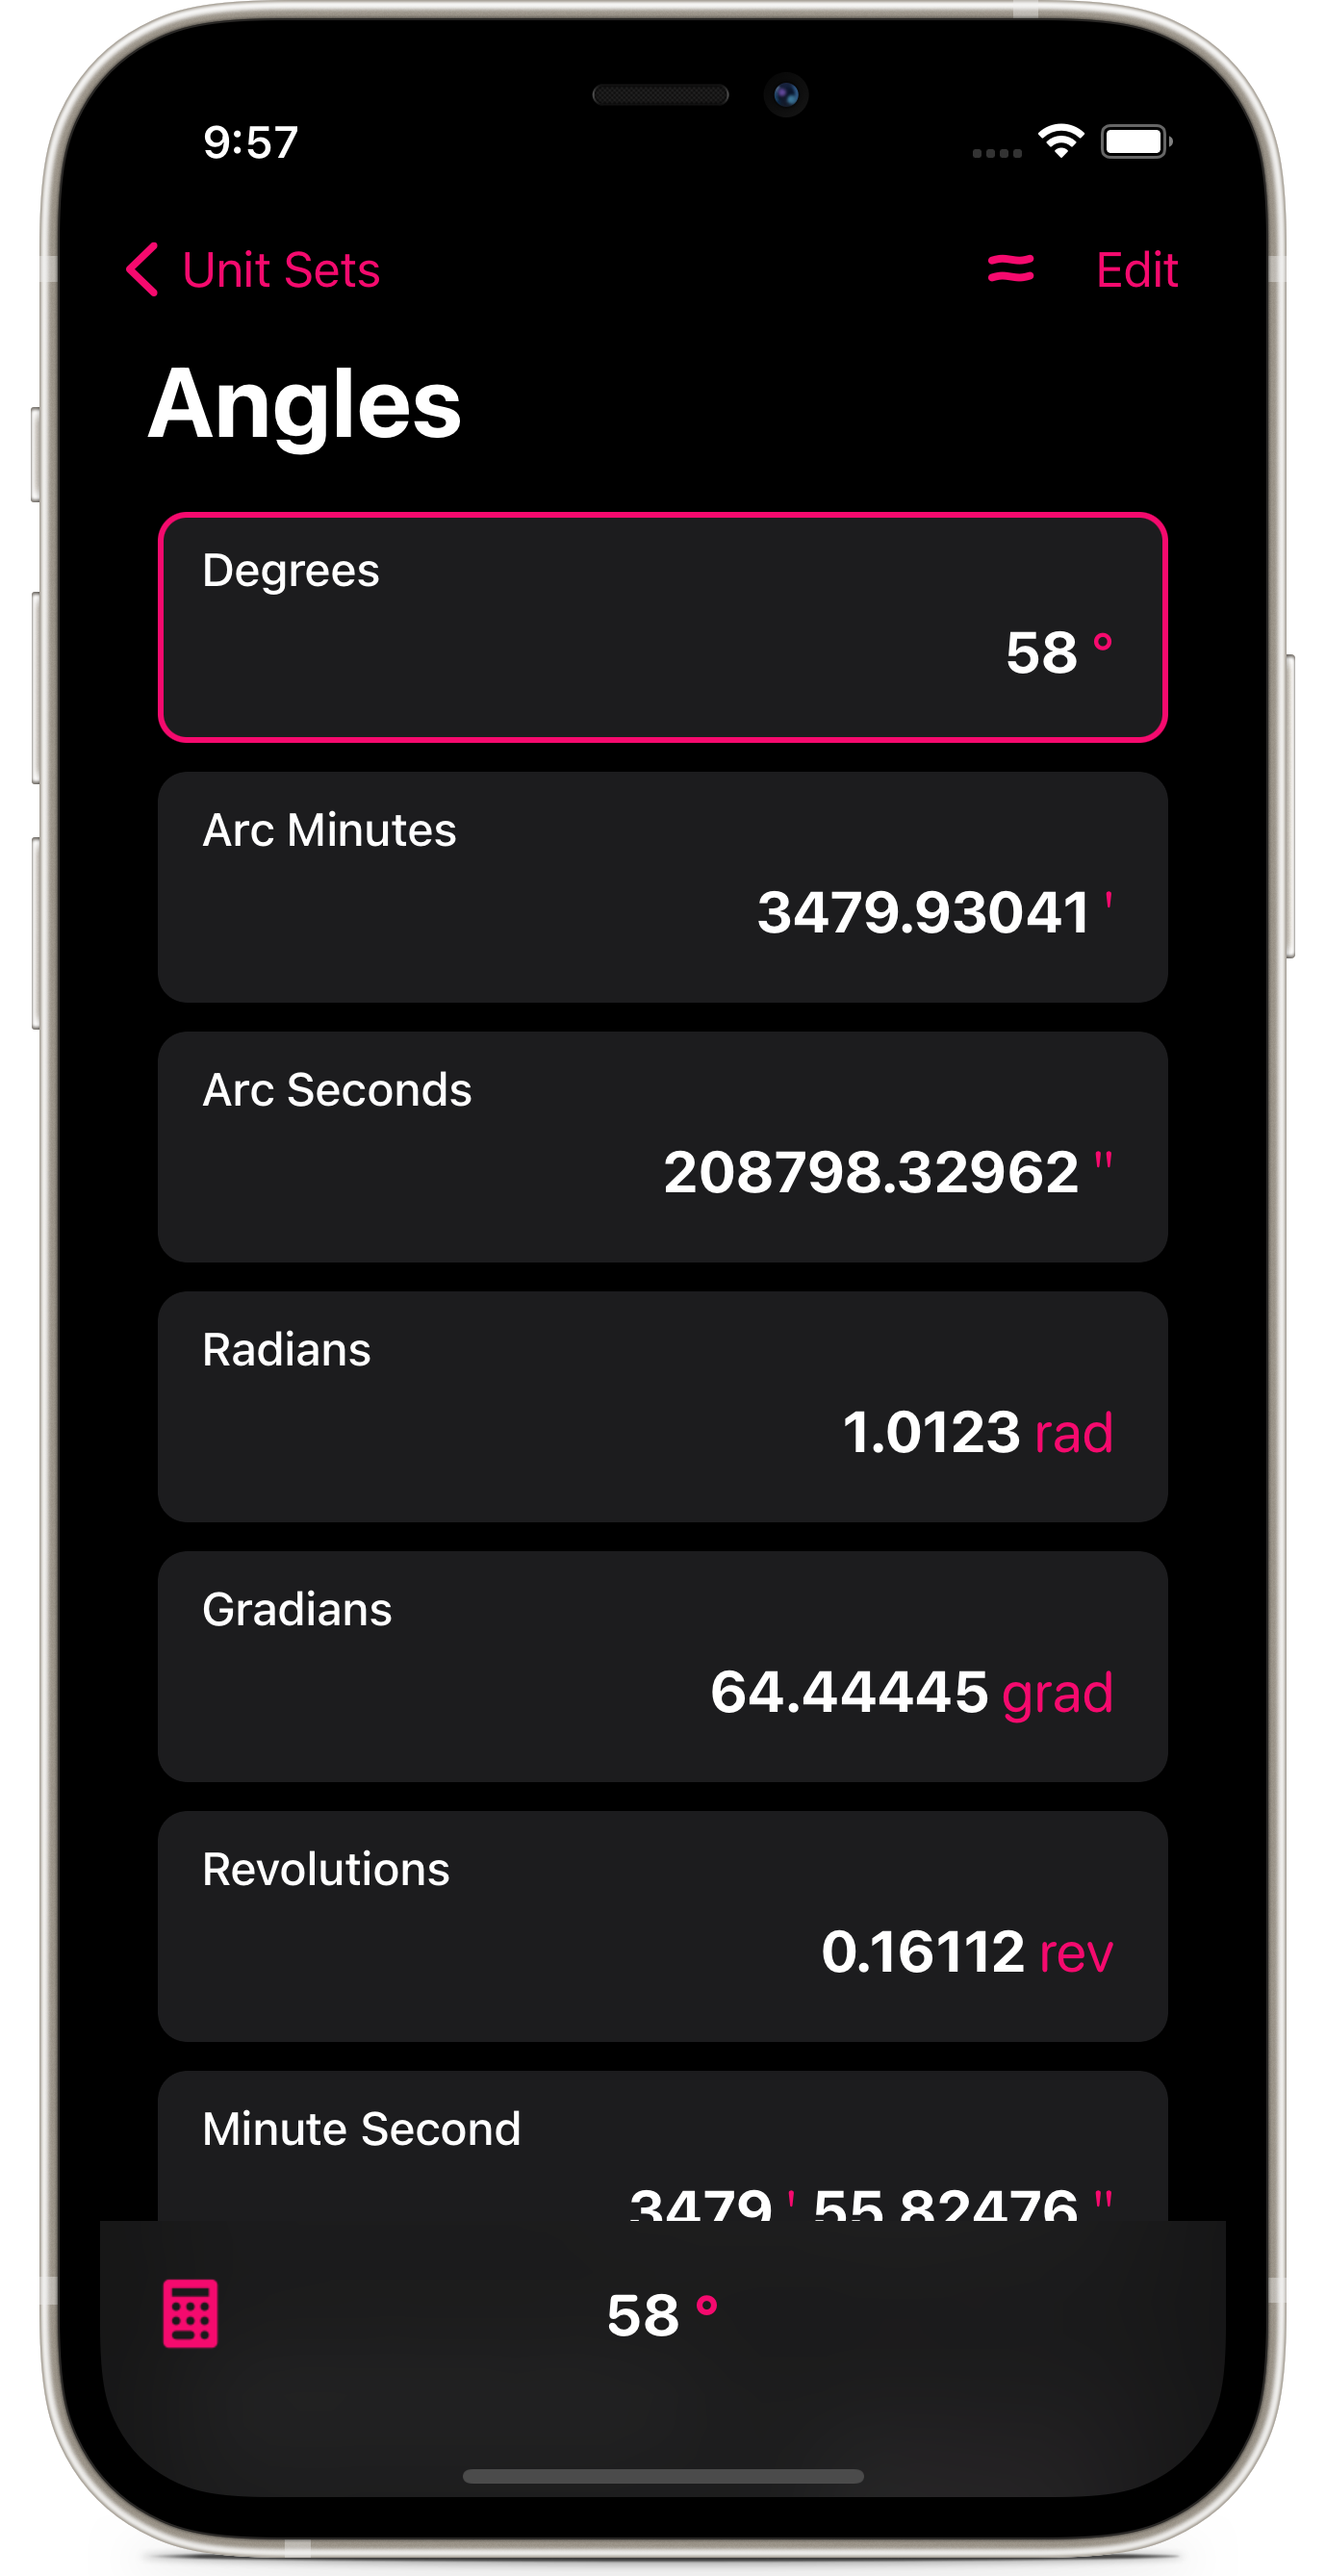 9:57
Unit Sets
Edit
Angles
Degrees
58 °
Arc Minutes
3479.93041 '
Arc Seconds
208798.32962 "
Radians
1.0123 rad
Gradians
64.44445 grad
Revolutions
0.16112 rev
Minute Second
3479 ' 55.82476 "
58 °